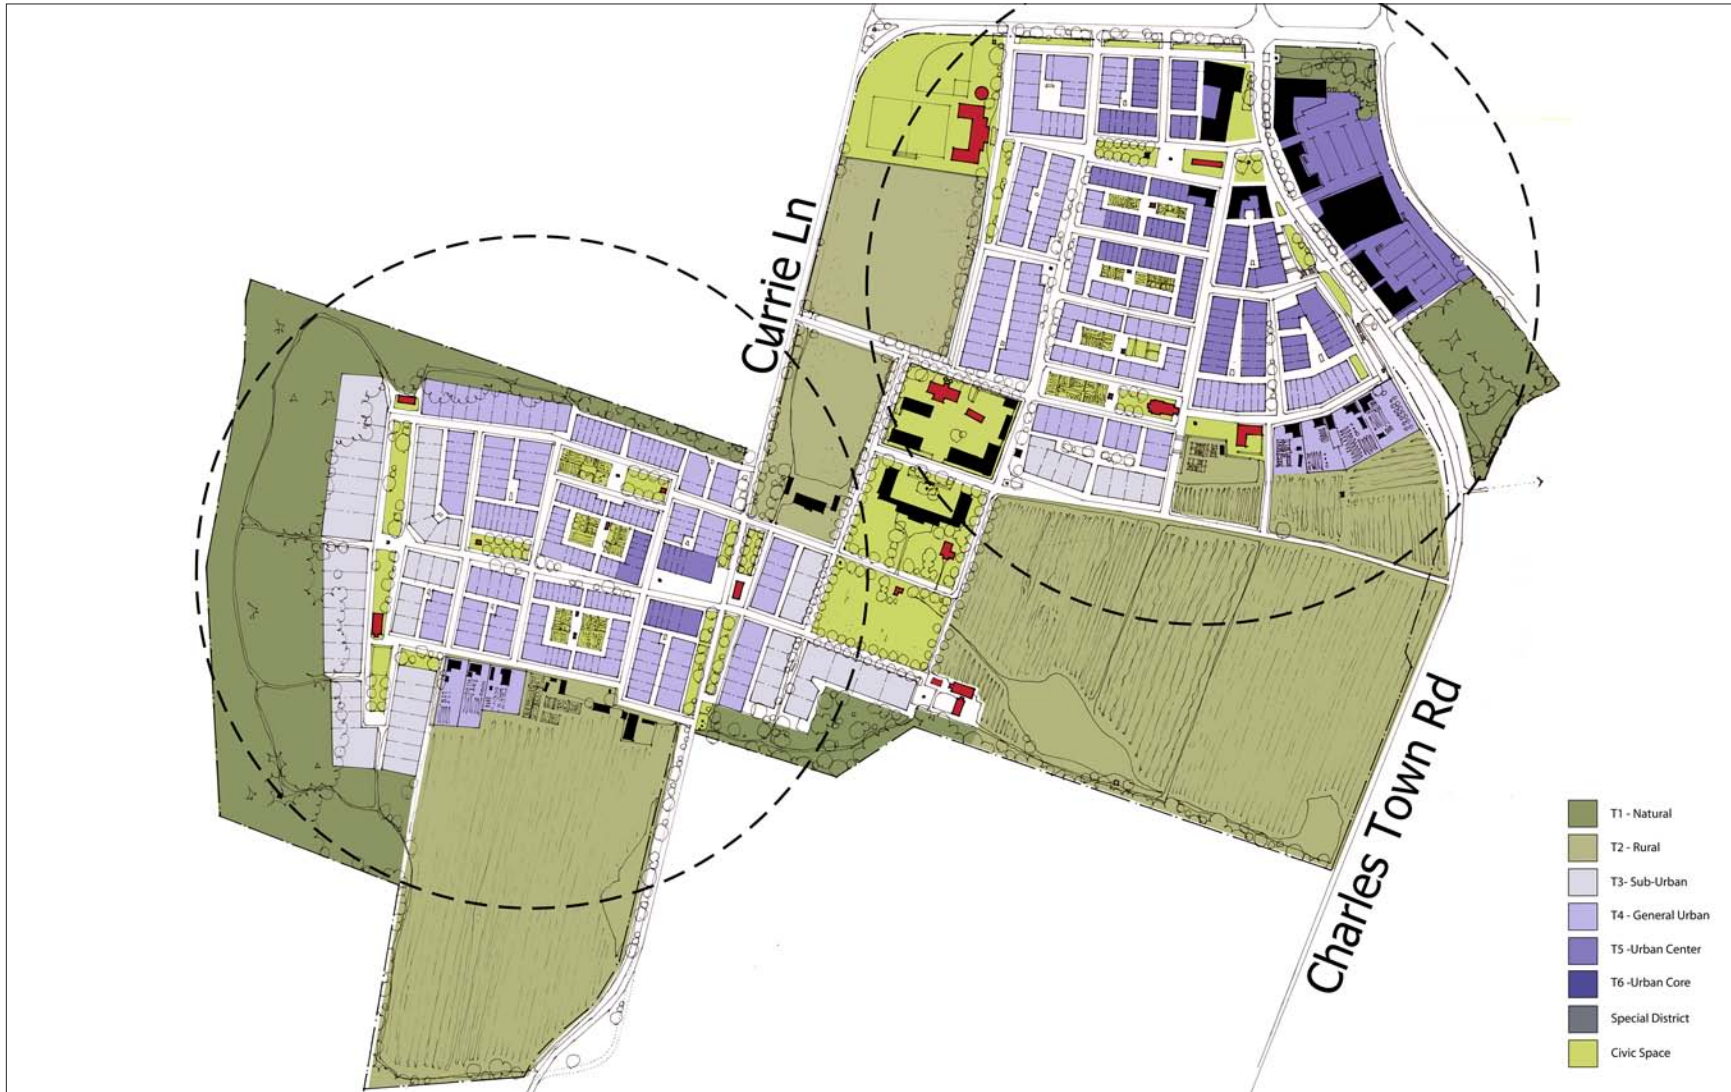 Currie Ln
Charles Town Rd
T1 - Natural
T2 - Rural
T3- Sub-Urban
T4 - General Urban
T5 -Urban Center
T6 -Urban Core
Special District
Civic Space